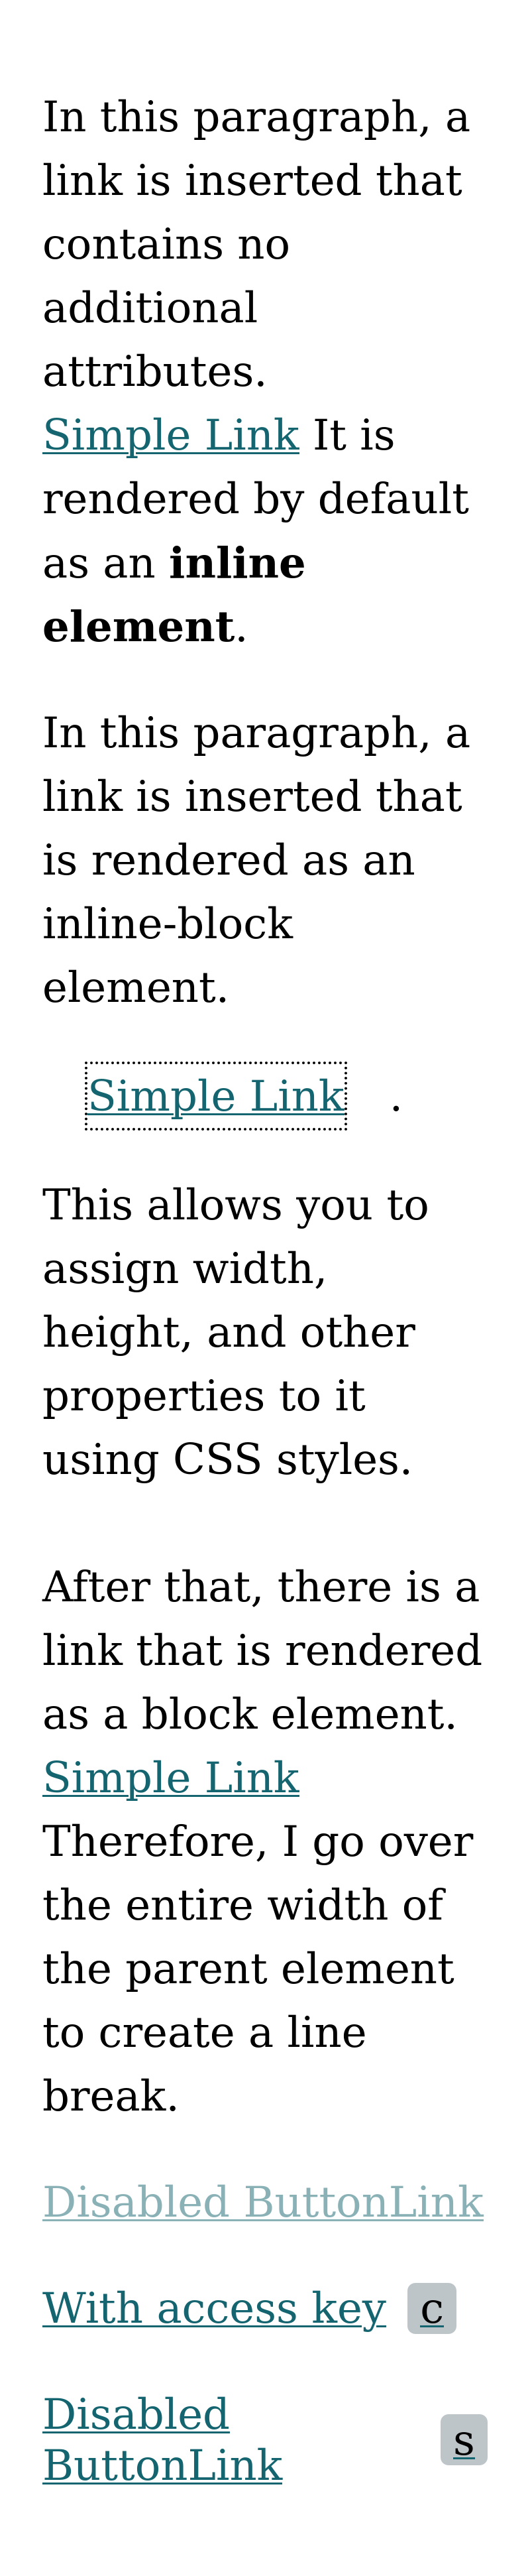 In this paragraph, a
link is inserted that
contains no
additional
attributes.
Simple Link It is
rendered by default
as an inline
element.
In this paragraph, a
link is inserted that
is rendered as an
inline-block
element.
Simple Link .
This allows you to
assign width,
height, and other
properties to it
using CSS styles.
After that, there is a
link that is rendered
as a block element.
Simple Link
Therefore, I go over
the entire width of
the parent element
to create a line
break.
Disabled ButtonLink
With access key c
Disabled
ButtonLink s